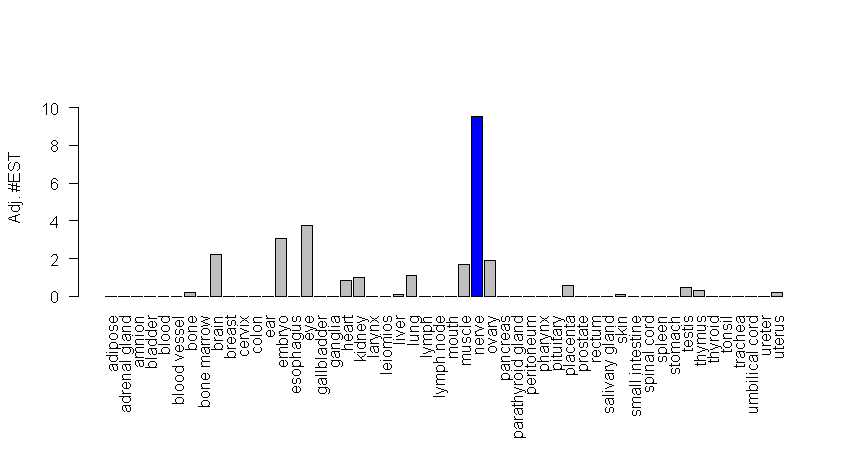 10
8
6
4
2
0
Adj. #EST
adipose
adrenal gland
amnion
bladder
blood
blood vessel
bone
bone marrow
brain
breast
cervix
colon
ear
embryo
esophagus
eye
gallbladder
ganglia
heart
kidney
larynx
leiomios
liver
lung
lymph
lymph node
mouth
muscle
nerve
ovary
pancreas
parathyroid gland
peritoneum
pharynx
pituitary
placenta
prostate
rectum
salivary gland
skin
small intestine
spinal cord
spleen
stomach
testis
thymus
thyroid
tonsil
trachea
umbilical cord
ureter
uterus